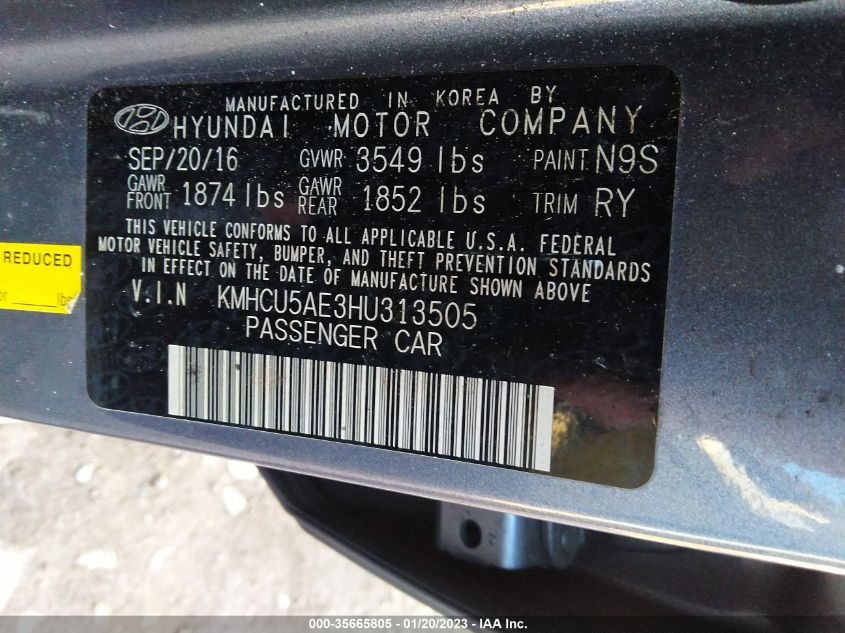 MANUFACTURED IN KOREA BY
HYUNDAI MOTOR COMPANY
SEP/20/16 GVWR 3549 lbs PAINT N9S
GAWR FRONT 1874 lbs GAWR REAR 1852 lbs TRIM RY
THIS VEHICLE CONFORMS TO ALL APPLICABLE U.S.A. FEDERAL
MOTOR VEHICLE SAFETY, BUMPER, AND THEFT PREVENTION STANDARDS
IN EFFECT ON THE DATE OF MANUFACTURE SHOWN ABOVE.
V.I.N KMHCU5AE3HU313505
PASSENGER CAR
REDUCED
or ____ lbs
000-35665805 - 01/20/2023 - IAA Inc.